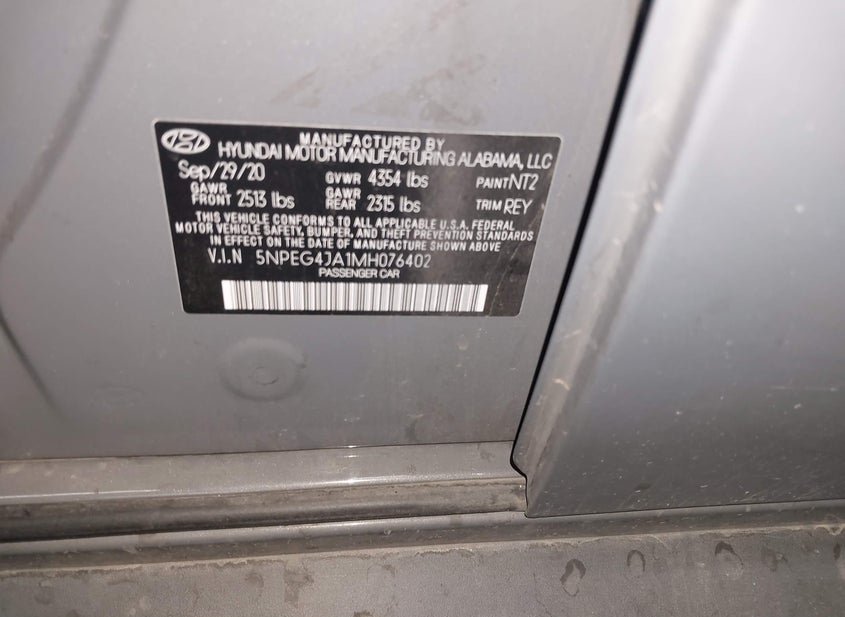 MANUFACTURED BY
HYUNDAI MOTOR MANUFACTURING ALABAMA, LLC
Sep/29/20 GVWR 4354 lbs PAINT NT2
GAWR FRONT 2513 lbs GAWR REAR 2315 lbs TRIM REY
THIS VEHICLE CONFORMS TO ALL APPLICABLE U.S.A. FEDERAL
MOTOR VEHICLE SAFETY, BUMPER, AND THEFT PREVENTION STANDARDS
IN EFFECT ON THE DATE OF MANUFACTURE SHOWN ABOVE
V.I.N 5NPEG4JA1MH076402
PASSENGER CAR